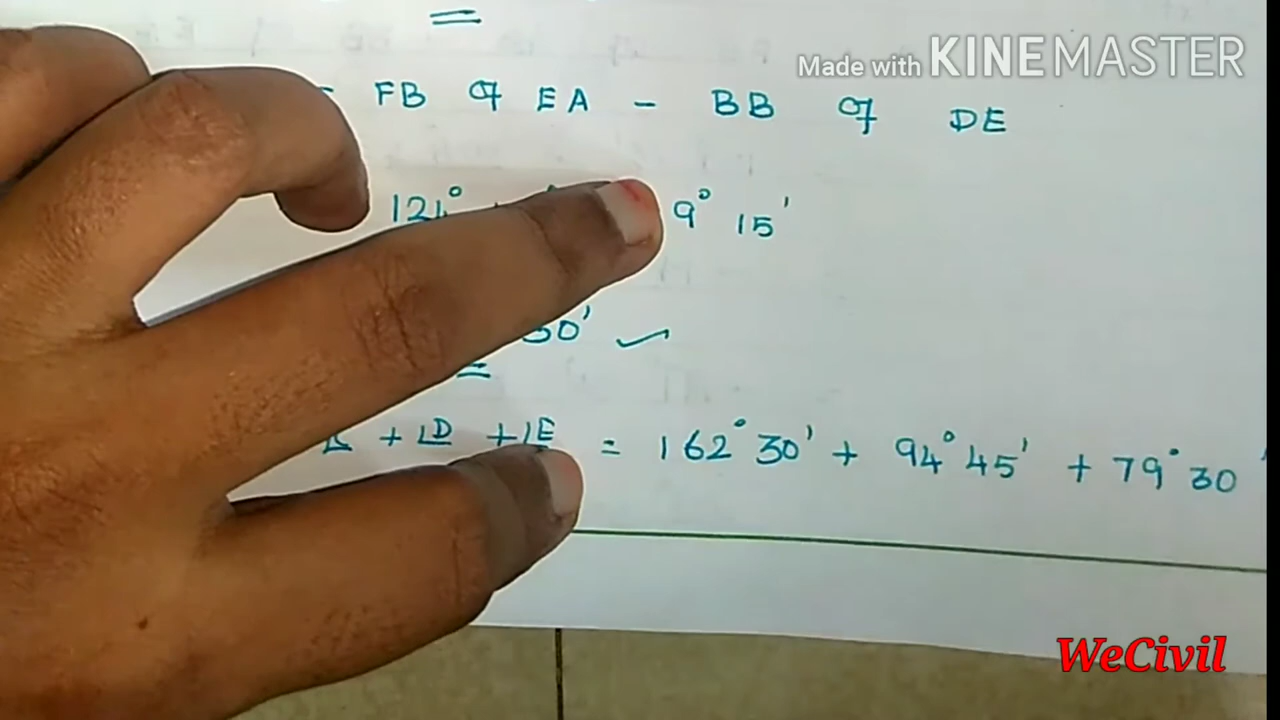 Made with KINEMASTER
= FB of EA - BB of DE
121° 9° 15'
30'
+ ∠D + ∠E = 162° 30' + 94° 45' + 79° 30'
WeCivil